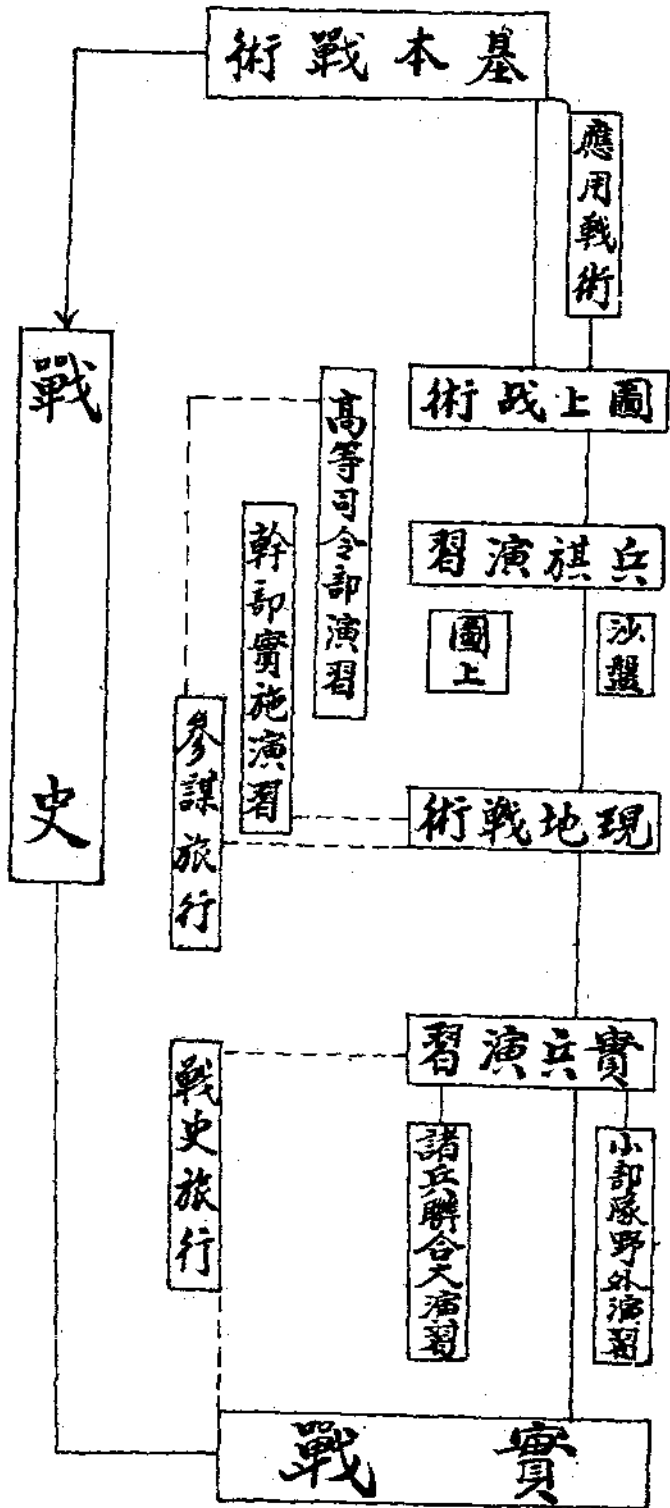 基本戰術
應用戰術
圖上战術
兵旗演習
沙盤
圖上
高等司令部演習
幹部實施演習
現地戰術
參謀旅行
實兵演習
小部隊野外演習
諸兵聯合大演習
戰史旅行
戰史
實戰